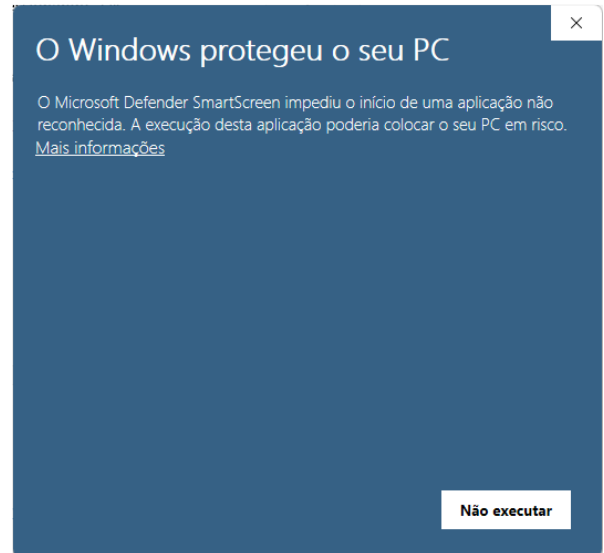 O Windows protegeu o seu PC
O Microsoft Defender SmartScreen impediu o início de uma aplicação não
reconhecida. A execução desta aplicação poderia colocar o seu PC em risco.
Mais informações
Não executar